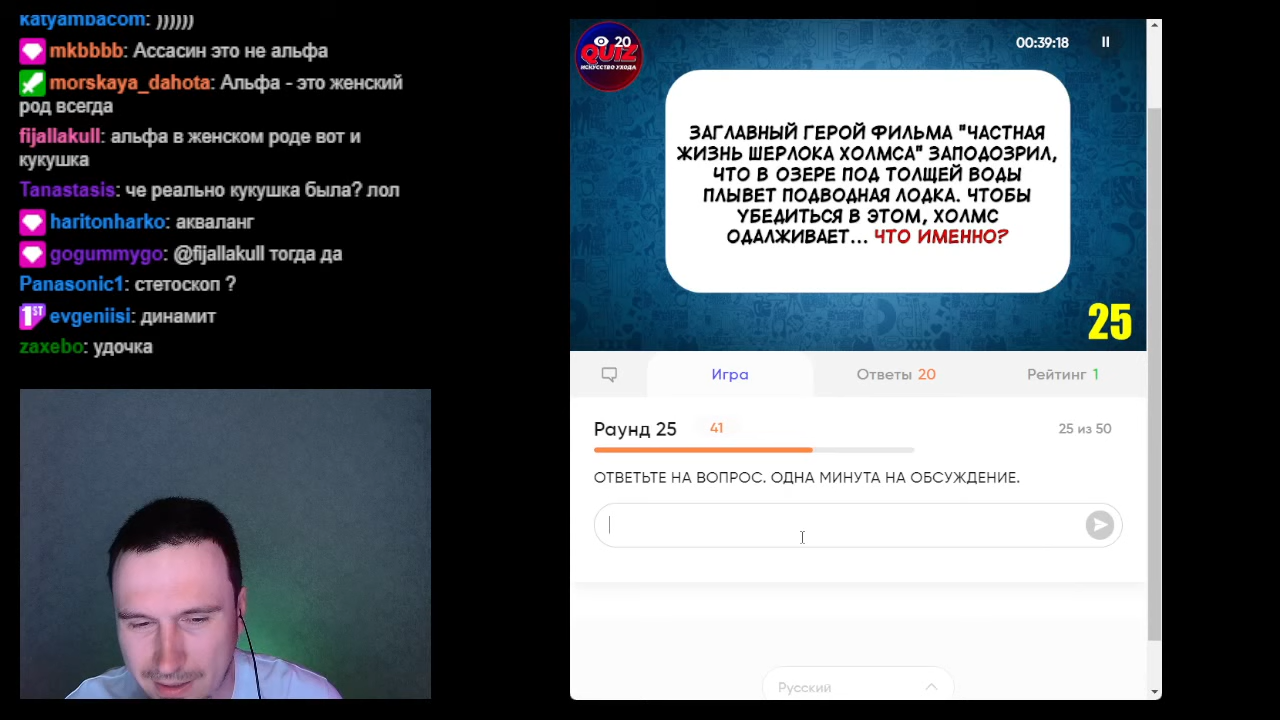 katyambacom: ))))))
mkbbbb: Ассасин это не альфа
morskaya_dahota: Альфа - это женский
род всегда
fijallakull: альфа в женском роде вот и
кукушка
Tanastasis: че реально кукушка была? лол
haritonharko: акваланг
gogummygo: @fijallakull тогда да
Panasonic1: стетоскоп ?
1ST evgeniisi: динамит
zaxebo: удочка
20
QUIZ
ИСКУССТВО УХОДА
00:39:18
ЗАГЛАВНЫЙ ГЕРОЙ ФИЛЬМА "ЧАСТНАЯ
ЖИЗНЬ ШЕРЛОКА ХОЛМСА" ЗАПОДОЗРИЛ,
ЧТО В ОЗЕРЕ ПОД ТОЛЩЕЙ ВОДЫ
ПЛЫВЕТ ПОДВОДНАЯ ЛОДКА. ЧТОБЫ
УБЕДИТЬСЯ В ЭТОМ, ХОЛМС
ОДАЛЖИВАЕТ... ЧТО ИМЕННО?
25
Игра
Ответы 20
Рейтинг 1
Раунд 25 41
25 из 50
ОТВЕТЬТЕ НА ВОПРОС. ОДНА МИНУТА НА ОБСУЖДЕНИЕ.
Русский